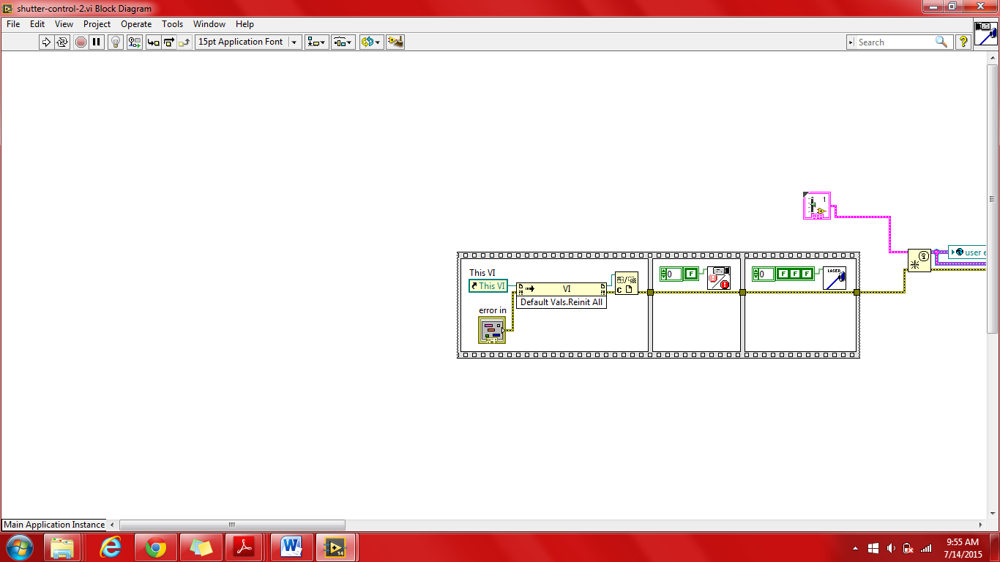 shutter-control-2.vi Block Diagram
File Edit View Project Operate Tools Window Help
15pt Application Font
Search
1
This VI
This VI
VI
Default Vals.Reinit All
C
error in
0 F
0 F F F
LASER
user e
Main Application Instance
14
9:55 AM
7/14/2015